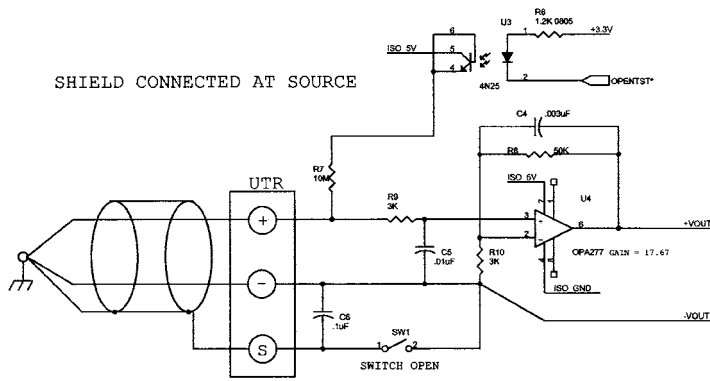 R6
1.2K 0805
U3
+3.3V
6
ISO 5V
5
4
1
2
4N25
OPENTST*
SHIELD CONNECTED AT SOURCE
C4
.003uF
R8
50K
R7
10M
UTR
ISO 5V
U4
R9
3K
7
1
+
3
+
6
+VOUT
2
-
C5
.01uF
R10
3K
OPA277 GAIN = 17.67
4
8
-
ISO GND
C6
.1uF
-VOUT
SW1
S
1
2
SWITCH OPEN